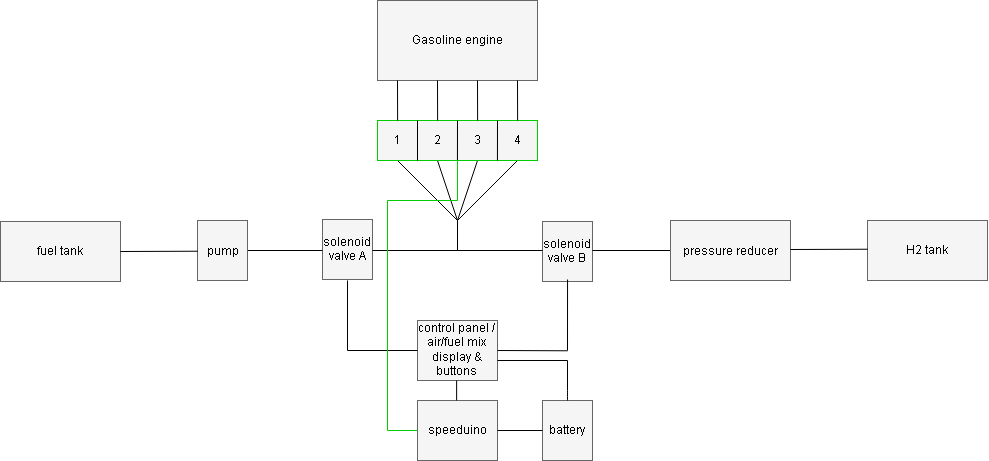 Gasoline engine
1
2
3
4
fuel tank
pump
solenoid
valve A
solenoid
valve B
pressure reducer
H2 tank
control panel /
air/fuel mix
display &
buttons
speeduino
battery